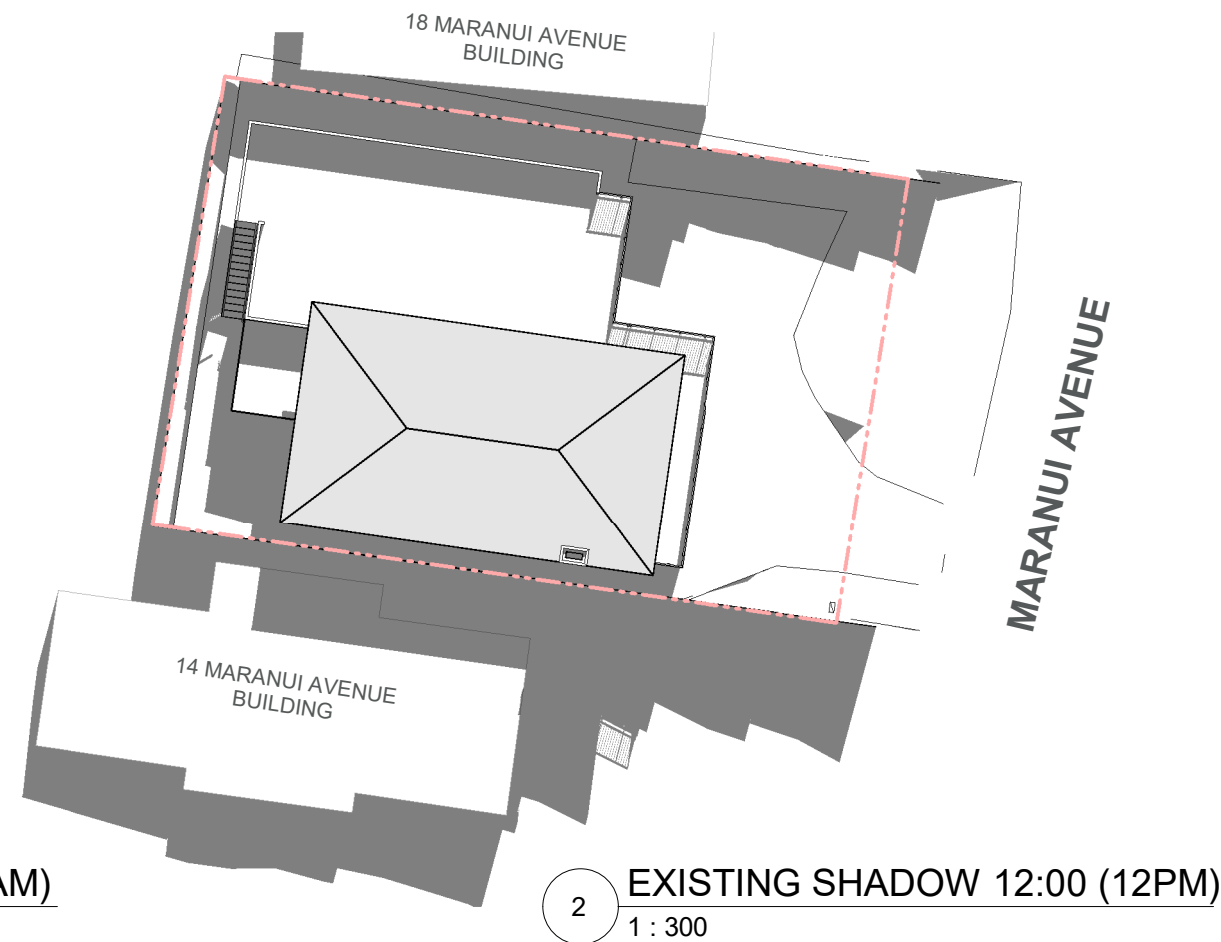 18 MARANUI AVENUE
BUILDING
MARANUI AVENUE
14 MARANUI AVENUE
BUILDING
AM)
2
EXISTING SHADOW 12:00 (12PM)
1 : 300